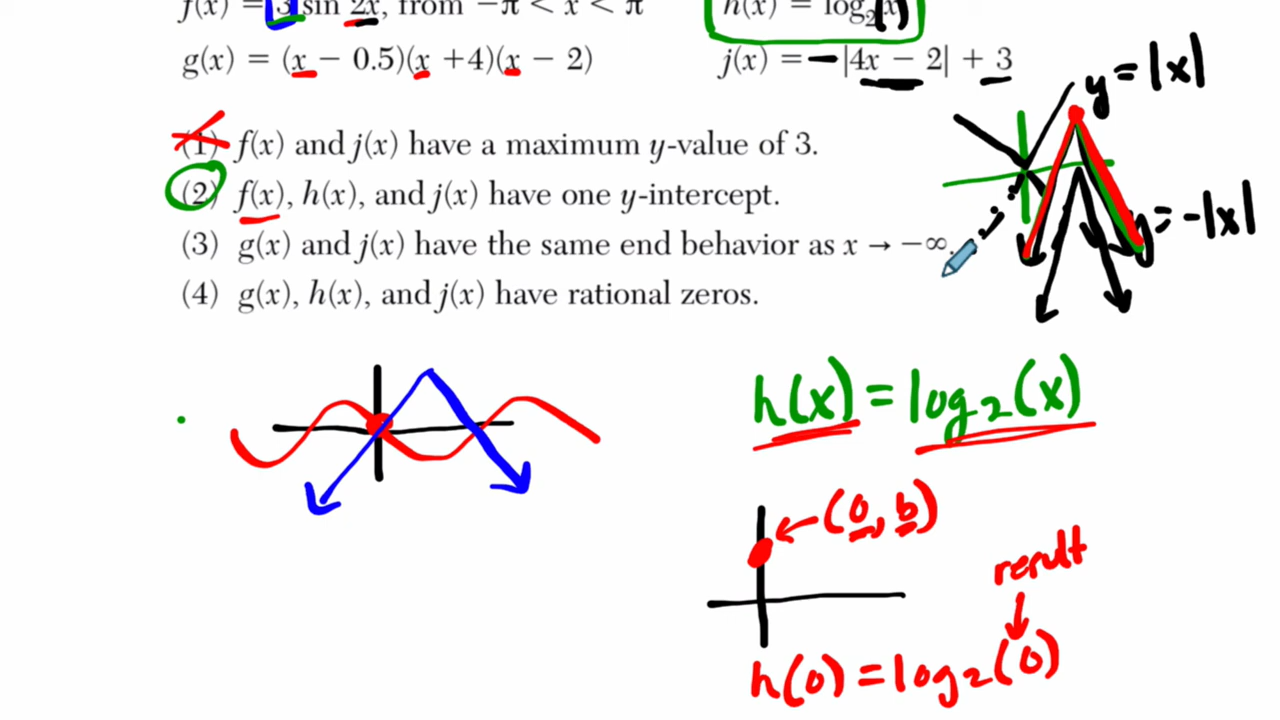 f(x) = 3 sin 2x, from −π < x < π
h(x) = log₂(x)
g(x) = (x − 0.5)(x + 4)(x − 2)
j(x) = −|4x − 2| + 3
y = |x|
(1) f(x) and j(x) have a maximum y-value of 3.
(2) f(x), h(x), and j(x) have one y-intercept.
y = -|x|
(3) g(x) and j(x) have the same end behavior as x → −∞.
(4) g(x), h(x), and j(x) have rational zeros.
h(x) = log₂(x)
(0, b)
result
h(0) = log₂(0)